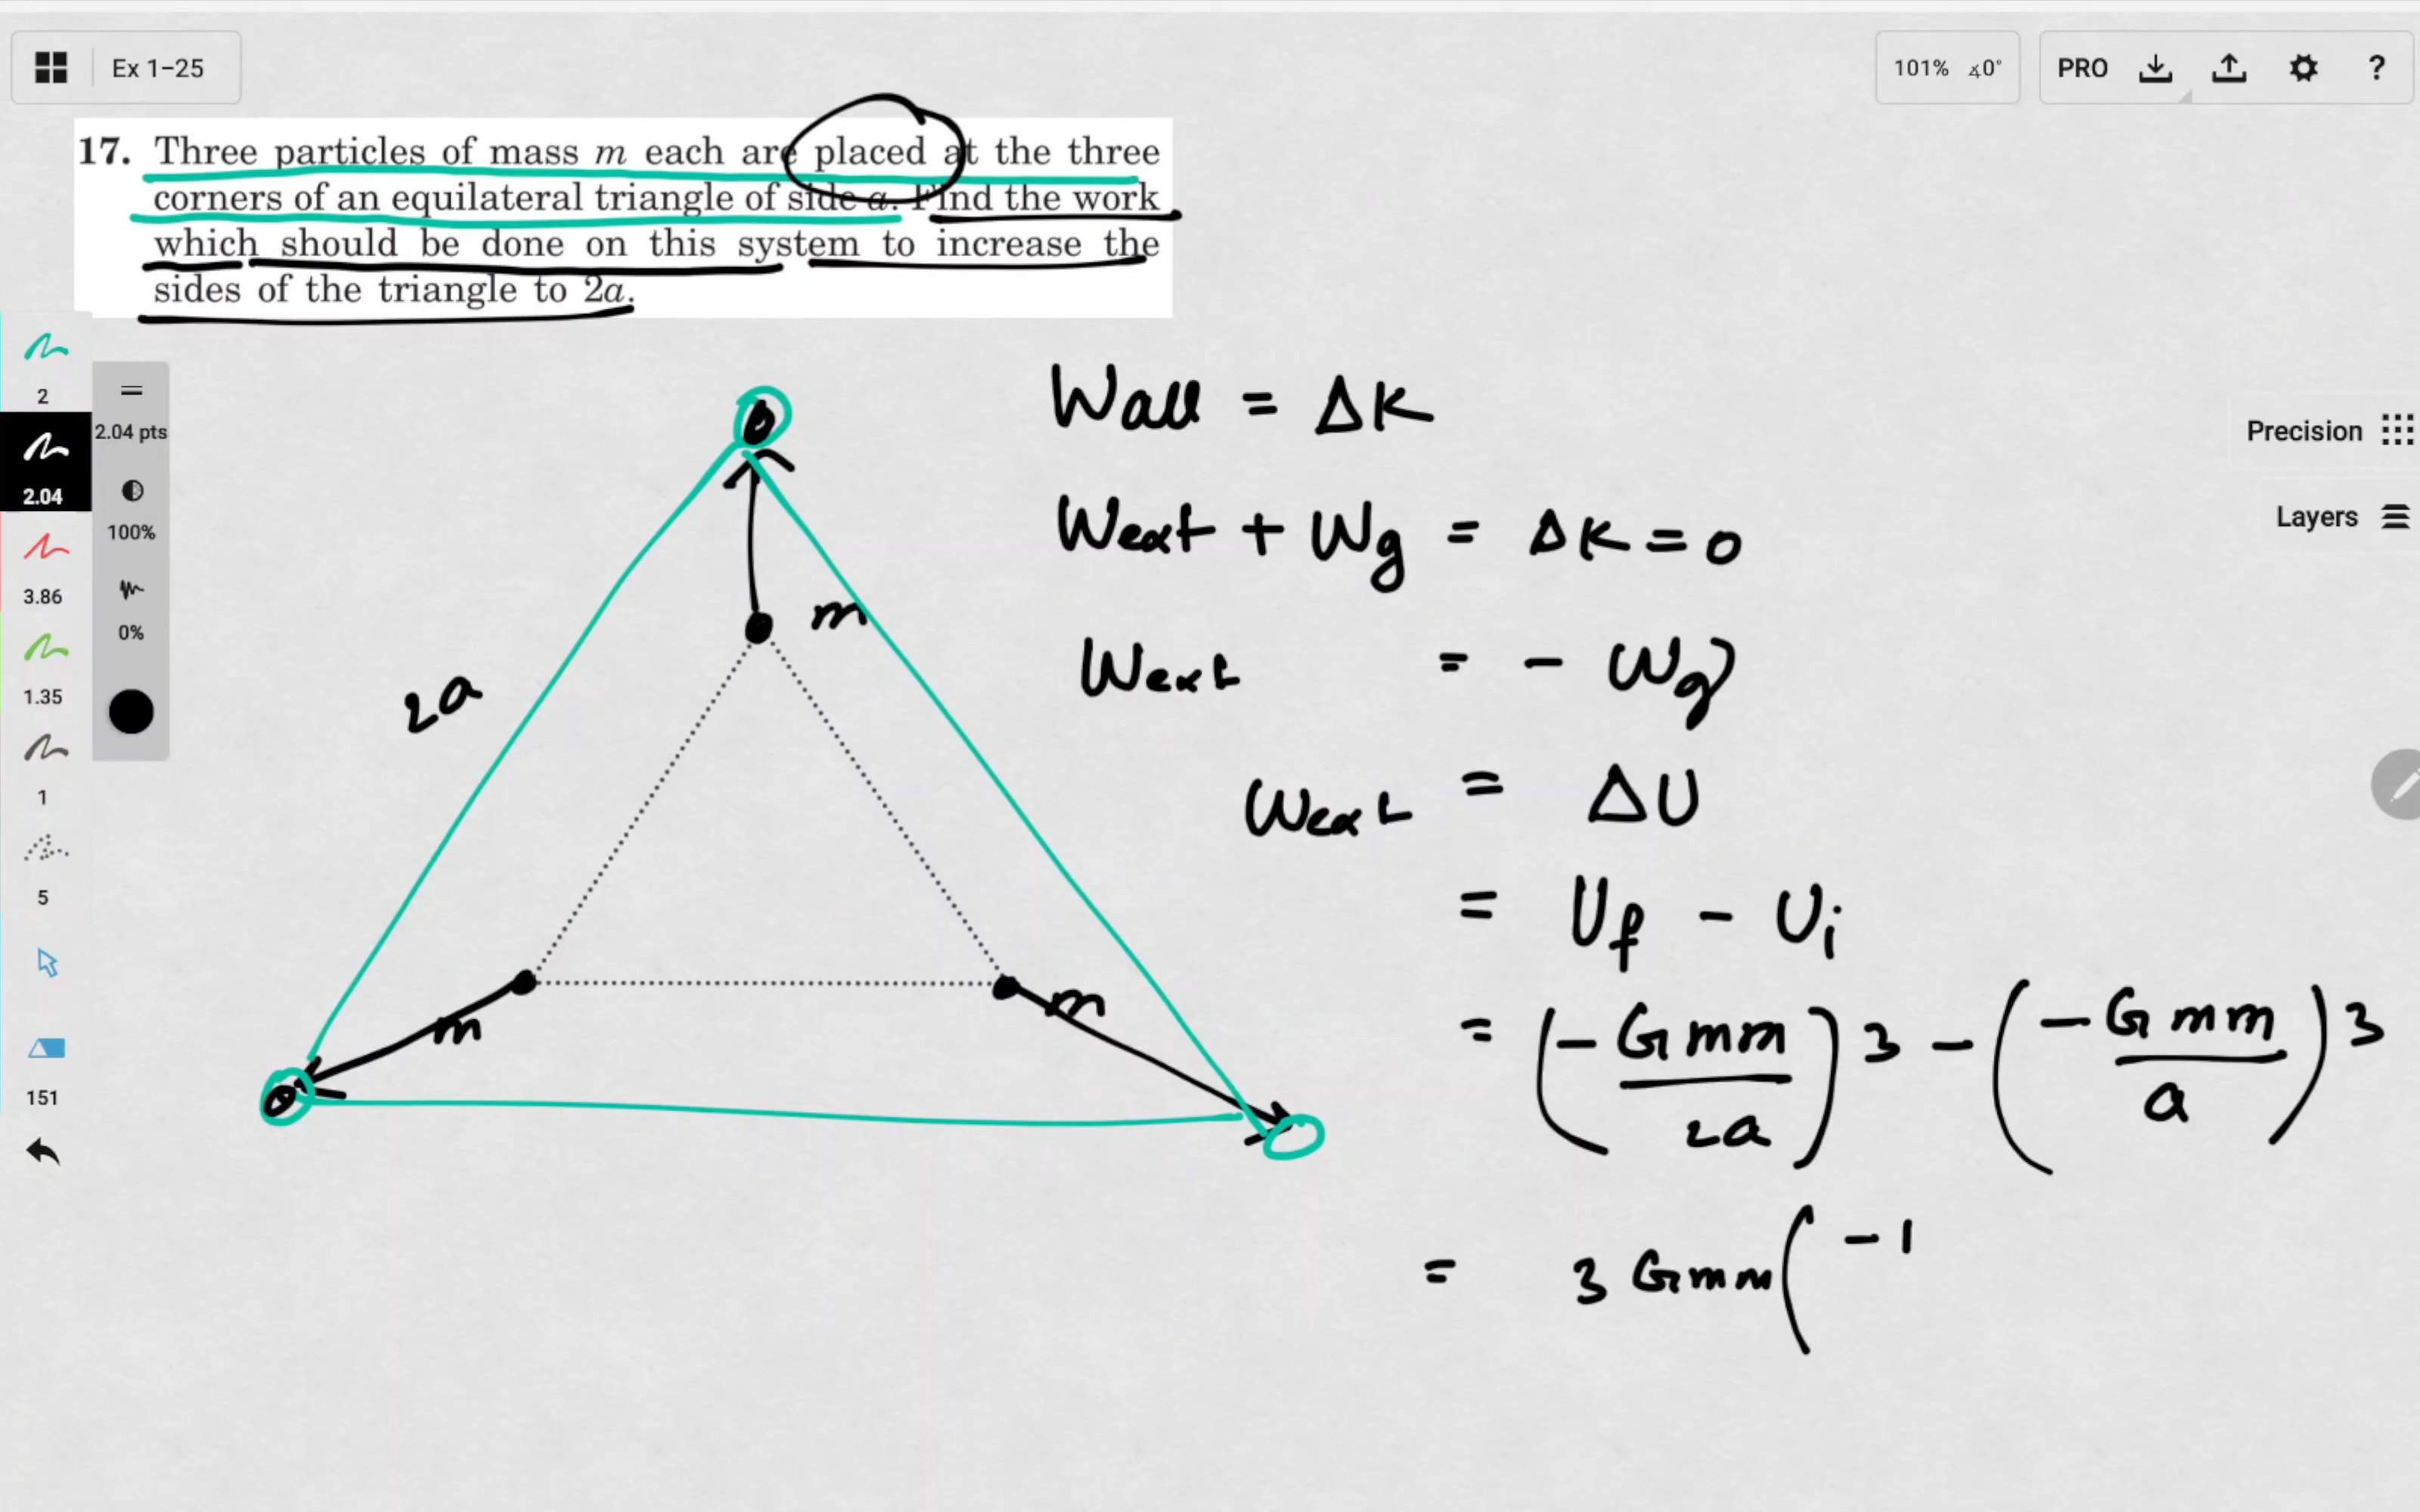 Ex 1–25
101% ∡0°
PRO
?
17. Three particles of mass m each are placed at the three
corners of an equilateral triangle of side a. Find the work
which should be done on this system to increase the
sides of the triangle to 2a.
2
2.04
3.86
1.35
1
5
151
2.04 pts
100%
0%
Precision
Layers
2a
m
m
m
Wall = ΔK
Wext + Wg = ΔK = 0
Wext = - Wg
Wext = ΔU
= Uf - Ui
= (- Gmm / 2a) 3 - (- Gmm / a) 3
= 3 Gmm ( -1